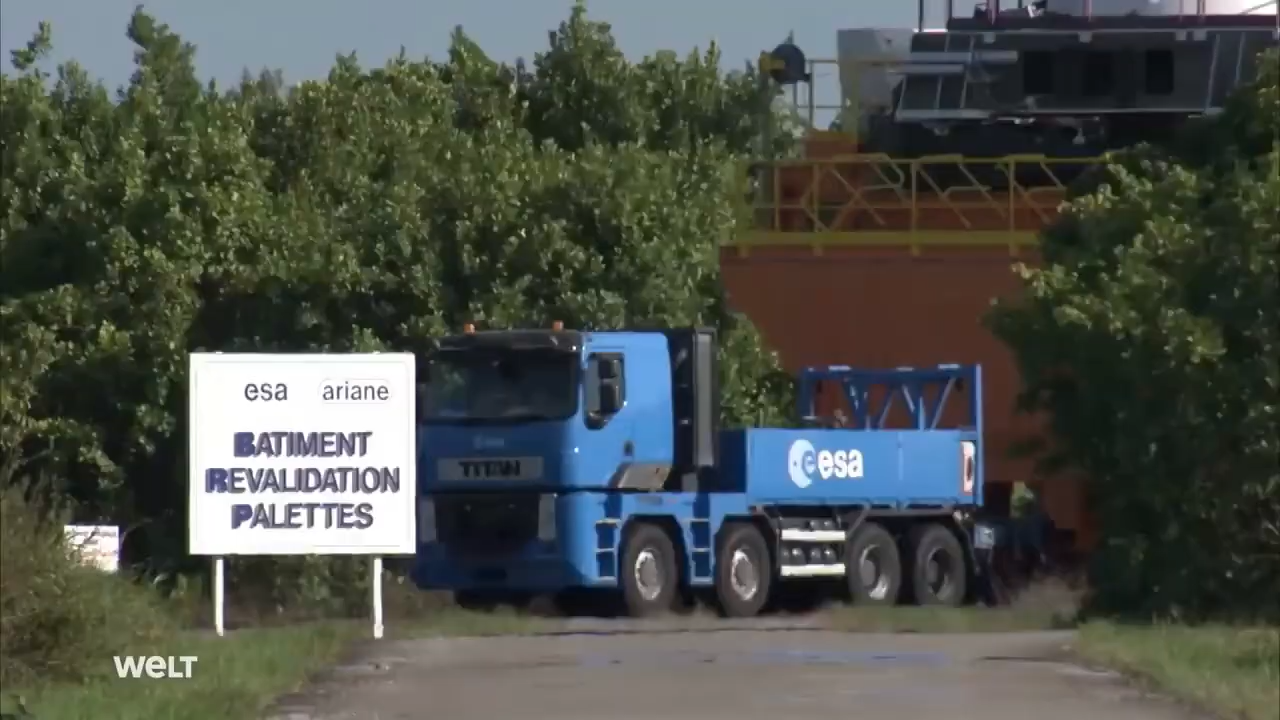 esa ariane
BATIMENT
REVALIDATION
PALETTES
TITAN
esa
welt